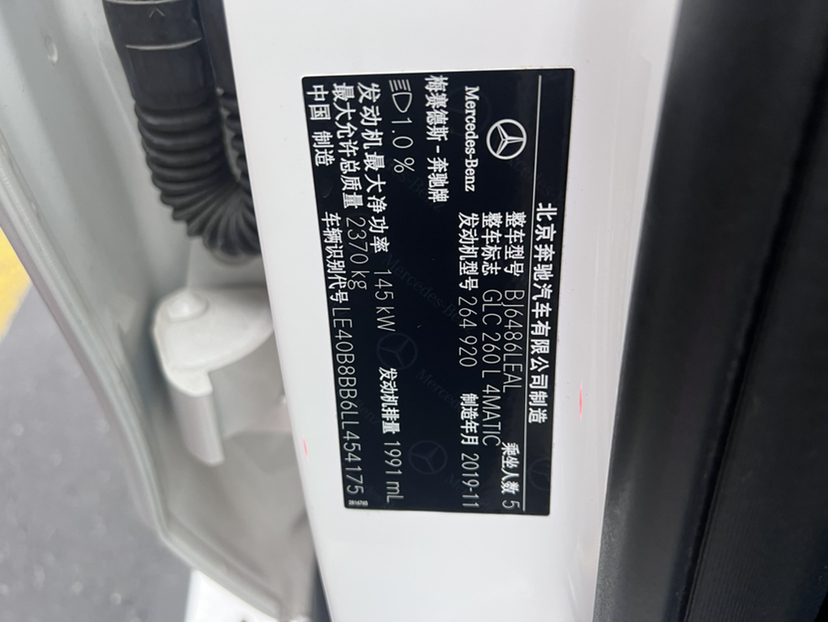 北京奔驰汽车有限公司制造
Mercedes-Benz
梅赛德斯-奔驰牌
整车型号 BJ6486LEAL 乘坐人数 5
整车标志 GLC 260 L 4MATIC
发动机型号 264 920 制造年月 2019-11
1.0 %
发动机最大净功率 145 kW 发动机排量 1991 mL
最大允许总质量 2370 kg
中国 制造 车辆识别代号 LE40B8BB6LL454175